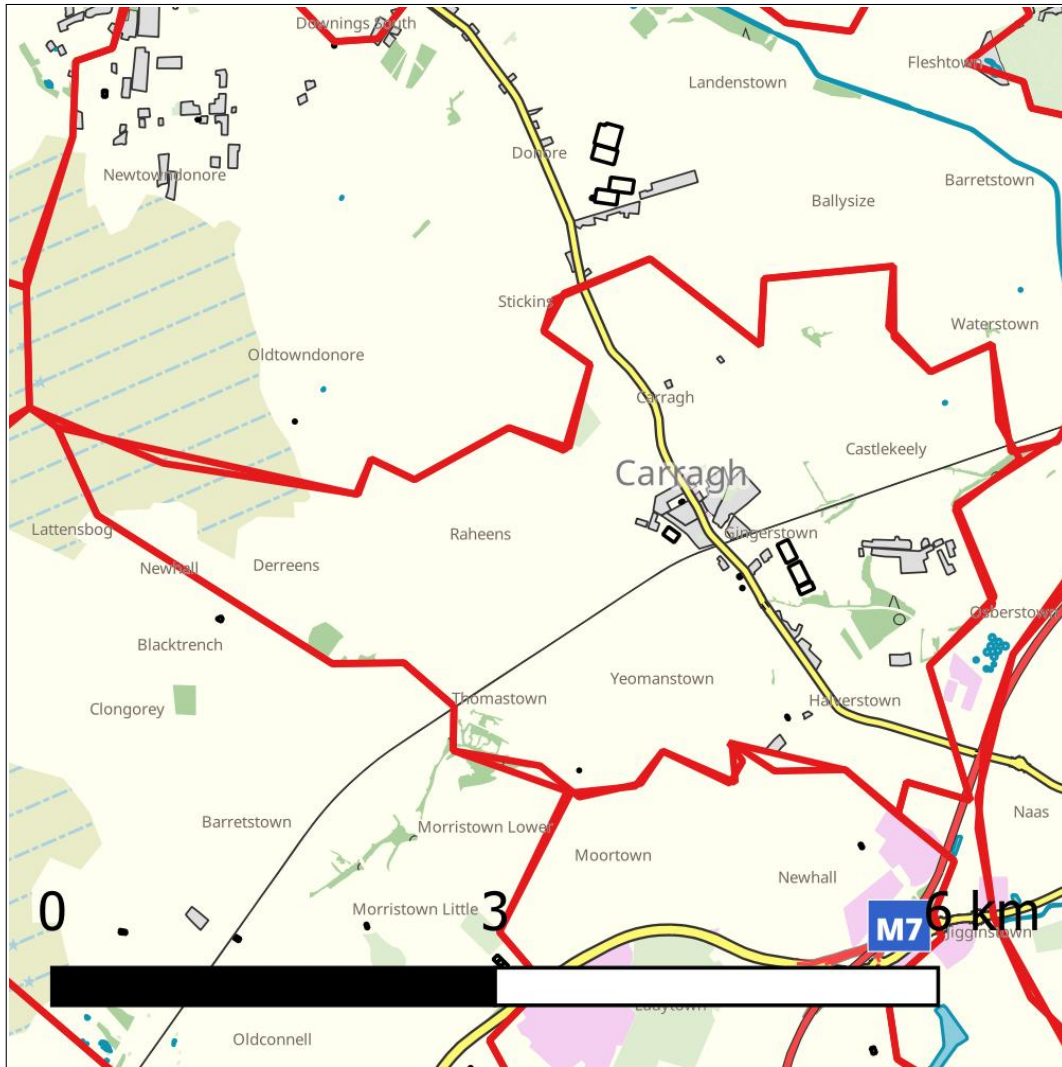 Downings South
Landenstown
Fleshtown
Donore
Newtowndonore
Barretstown
Ballysize
Stickins
Waterstown
Oldtowndonore
Carragh
Castlekeely
Carragh
Lattensbog
Raheens
Gingerstown
Newhall
Derreens
Osberstown
Blacktrench
Yeomanstown
Thomastown
Halverstown
Clongorey
Barretstown
Morristown Lower
Naas
Moortown
Newhall
Morristown Little
0
3
6 km
M7
Jigginstown
Ladytown
Oldconnell